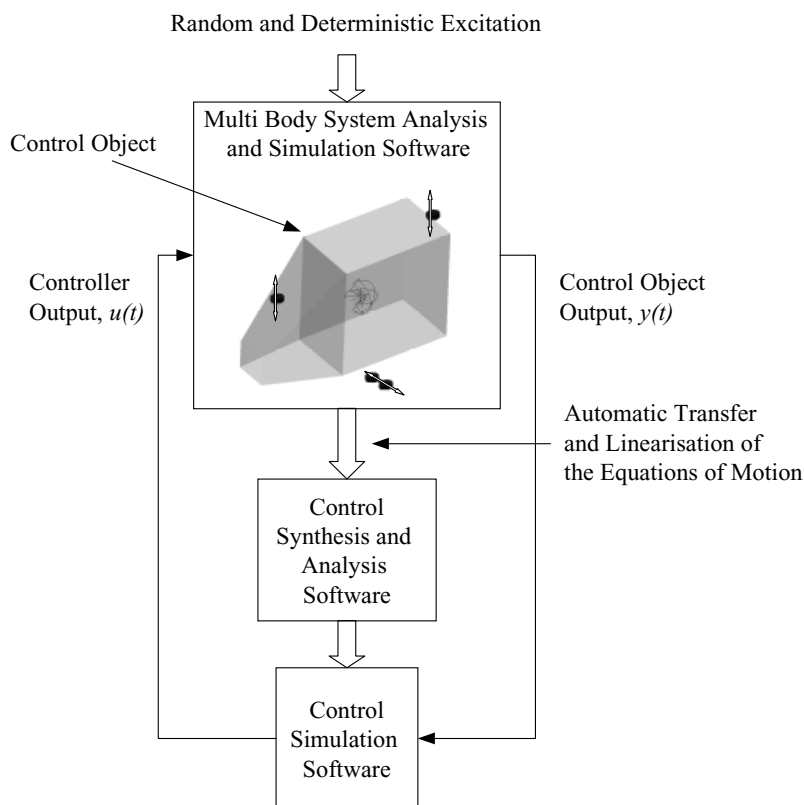 Random and Deterministic Excitation
Multi Body System Analysis
and Simulation Software
Control Object
Controller
Output, u(t)
Control Object
Output, y(t)
Automatic Transfer
and Linearisation of
the Equations of Motion
Control
Synthesis and
Analysis
Software
Control
Simulation
Software